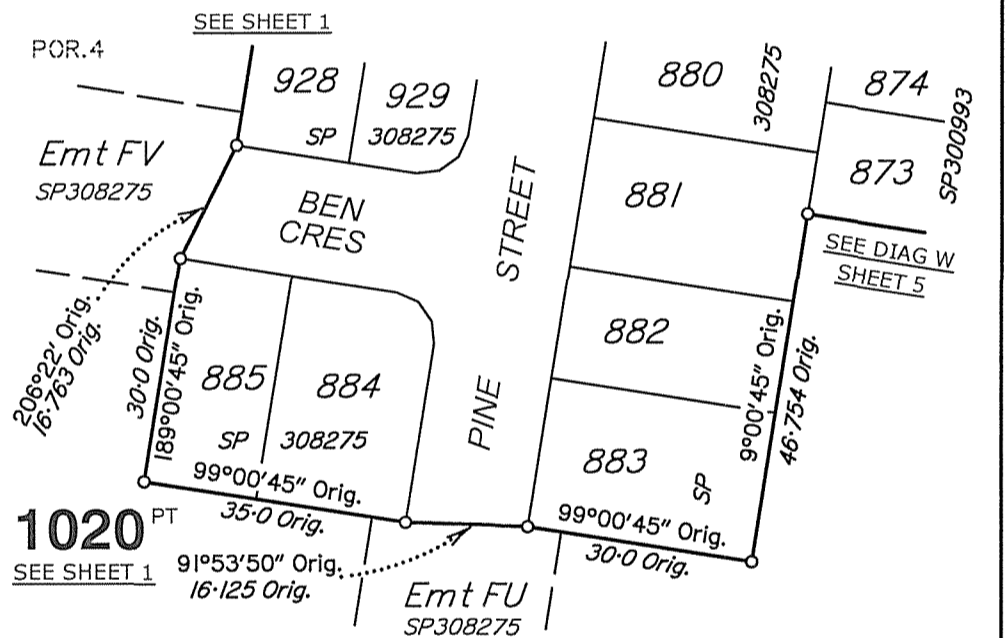 SEE SHEET 1
POR.4
928
929
SP 308275
880
308275
874
873
SP300993
Emt FV
SP308275
BEN
CRES
PINE STREET
881
SEE DIAG W
SHEET 5
206°22' Orig.
16·763 Orig.
30·0 Orig.
189°00'45" Orig.
885
884
SP 308275
882
883
SP
9°00'45" Orig.
46·754 Orig.
99°00'45" Orig.
35·0 Orig.
99°00'45" Orig.
30·0 Orig.
1020 PT
SEE SHEET 1
91°53'50" Orig.
16·125 Orig.
Emt FU
SP308275